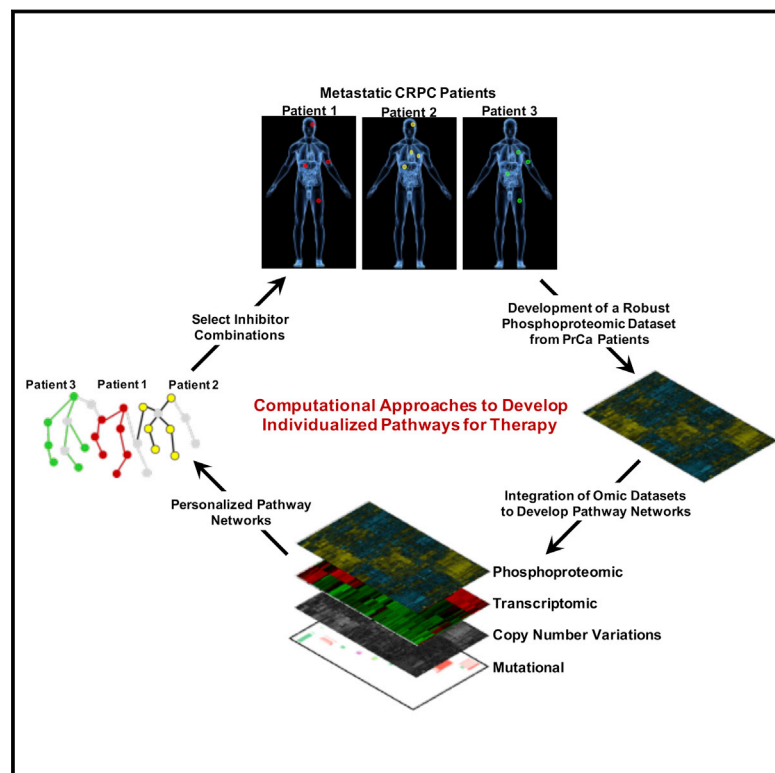 Metastatic CRPC Patients
Patient 1
Patient 2
Patient 3
Development of a Robust
Phosphoproteomic Dataset
from PrCa Patients
Select Inhibitor
Combinations
Patient 3
Patient 1
Patient 2
Computational Approaches to Develop
Individualized Pathways for Therapy
Integration of Omic Datasets
to Develop Pathway Networks
Personalized Pathway
Networks
Phosphoproteomic
Transcriptomic
Copy Number Variations
Mutational